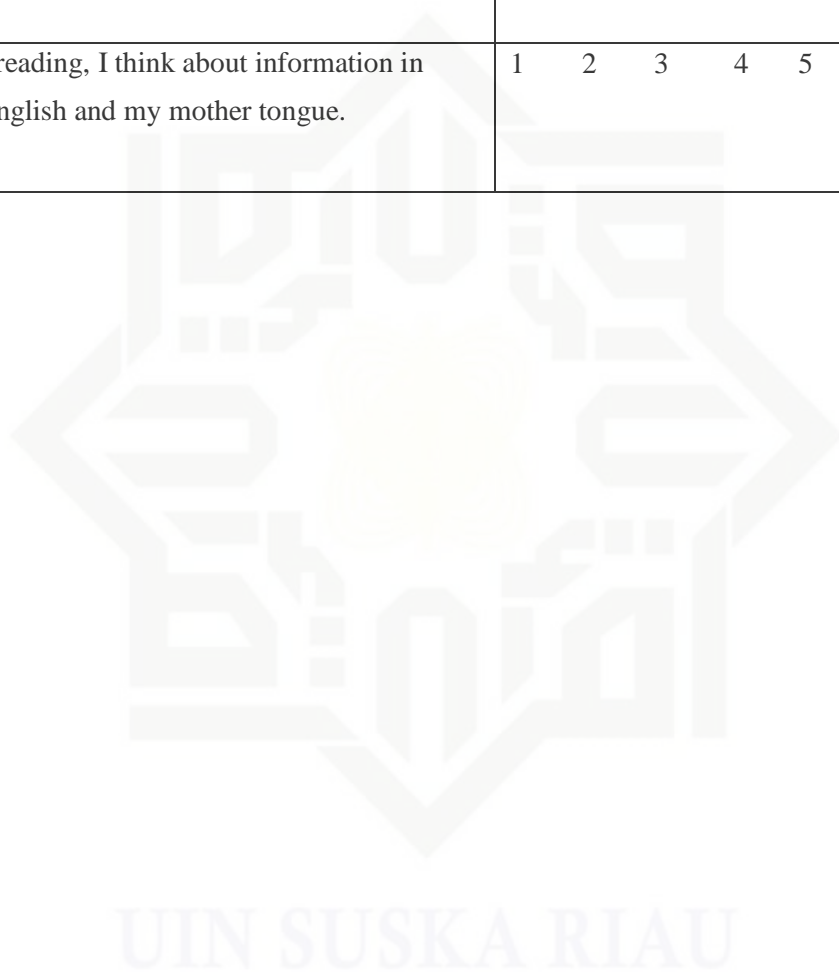 reading, I think about information in 1 2 3 4 5
nglish and my mother tongue.
UIN SUSKA RIAU